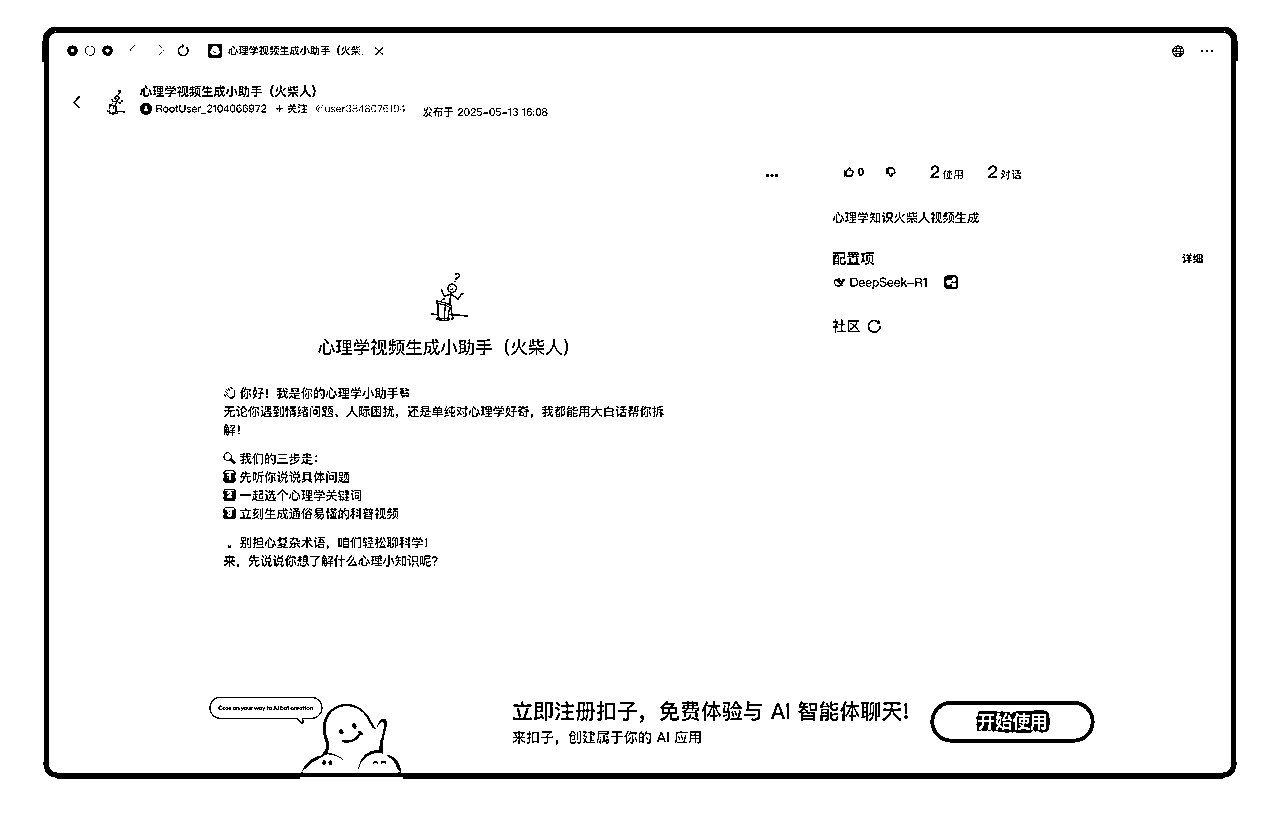 心理学视频生成小助手（火柴
心理学视频生成小助手（火柴人）
RootUser_2104066972 + 关注 @user3848076194 发布于 2025-05-13 16:08
0 2 使用 2 对话
心理学知识火柴人视频生成
配置项 详细
DeepSeek-R1
社区
心理学视频生成小助手（火柴人）
你好！我是你的心理学小助手
无论你遇到情绪问题、人际困扰，还是单纯对心理学好奇，我都能用大白话帮你拆
解！
我们的三步走：
1 先听你说说具体问题
2 一起选个心理学关键词
3 立刻生成通俗易懂的科普视频
别担心复杂术语，咱们轻松聊科学！
来，先说说你想了解什么心理小知识呢？
Coze on your way to AI bot creation
立即注册扣子，免费体验与 AI 智能体聊天!
来扣子，创建属于你的 AI 应用
开始使用